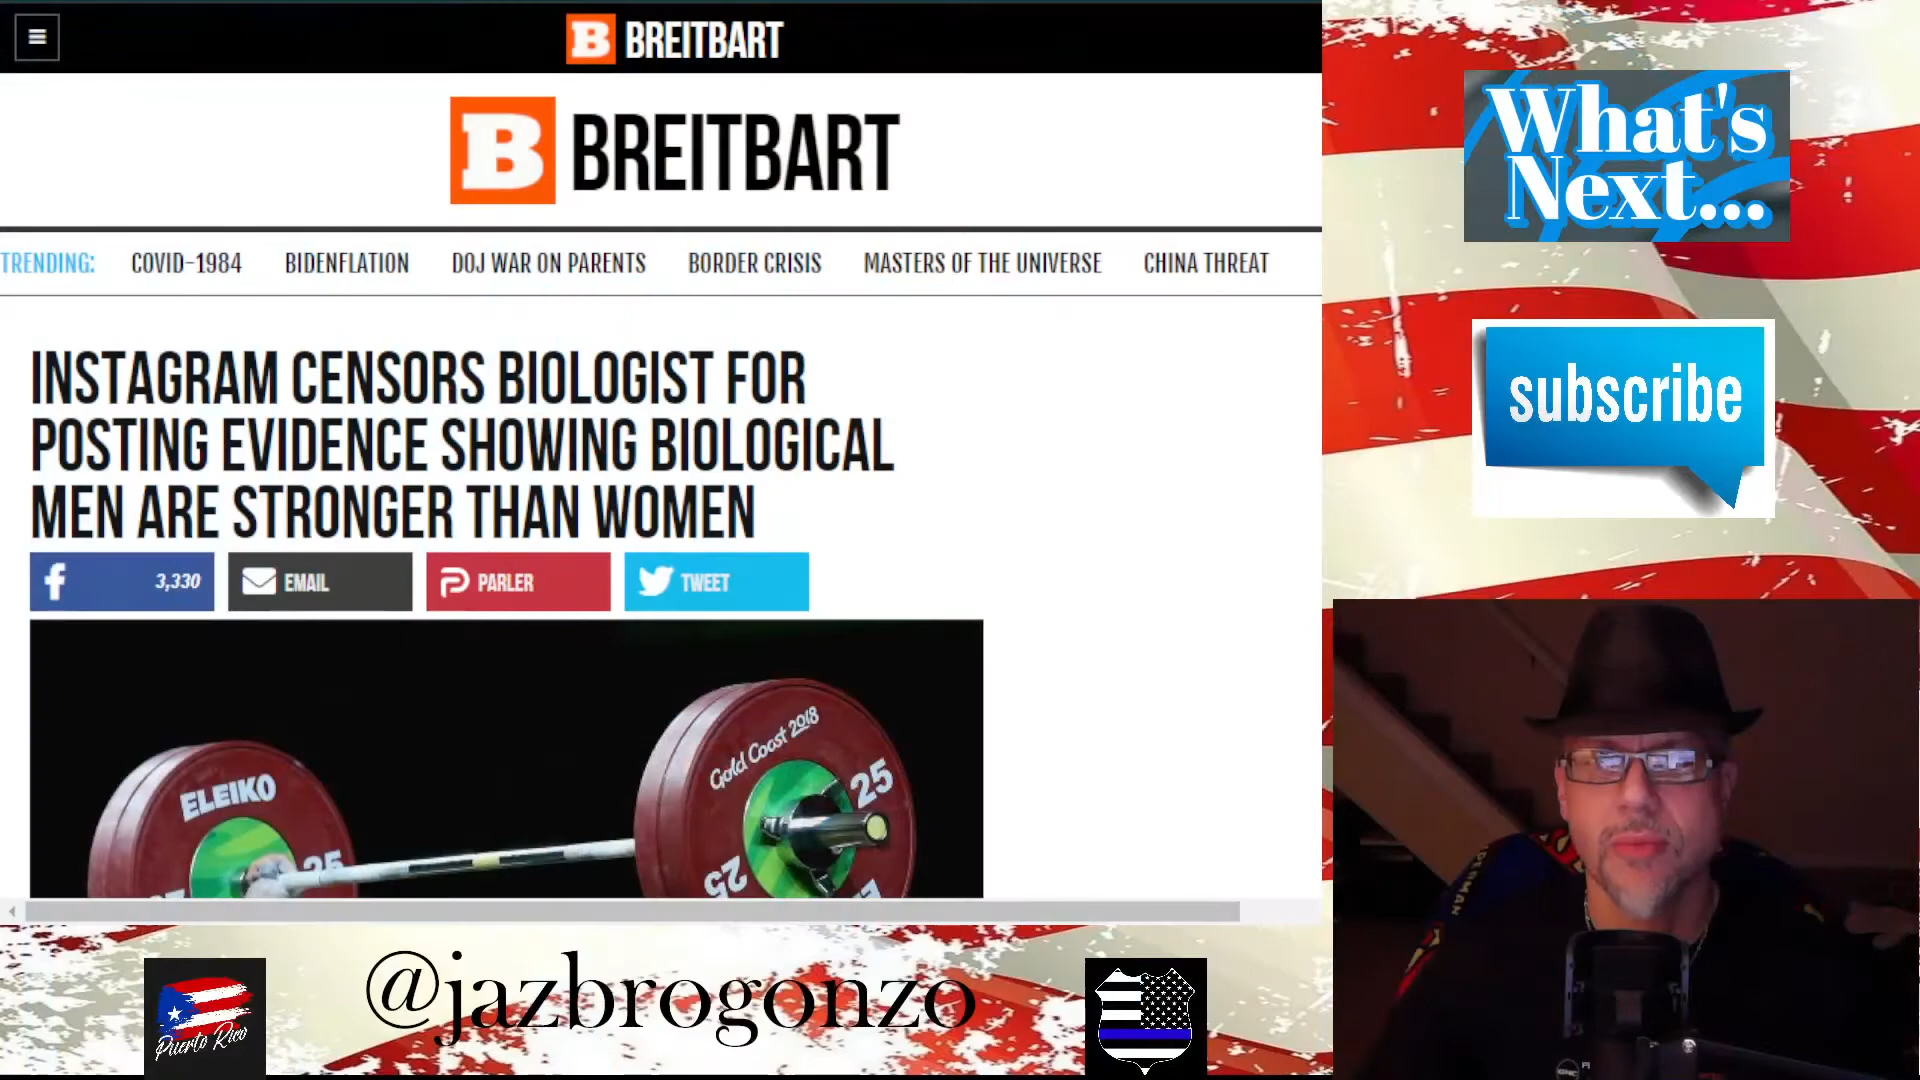 BREITBART
BREITBART
TRENDING: COVID-1984 BIDENFLATION DOJ WAR ON PARENTS BORDER CRISIS MASTERS OF THE UNIVERSE CHINA THREAT
INSTAGRAM CENSORS BIOLOGIST FOR
POSTING EVIDENCE SHOWING BIOLOGICAL
MEN ARE STRONGER THAN WOMEN
3,330 EMAIL PARLER TWEET
ELEIKO
25
Gold Coast 2018
25
25
What's
Next...
subscribe
@jazbrogonzo
Puerto Rico